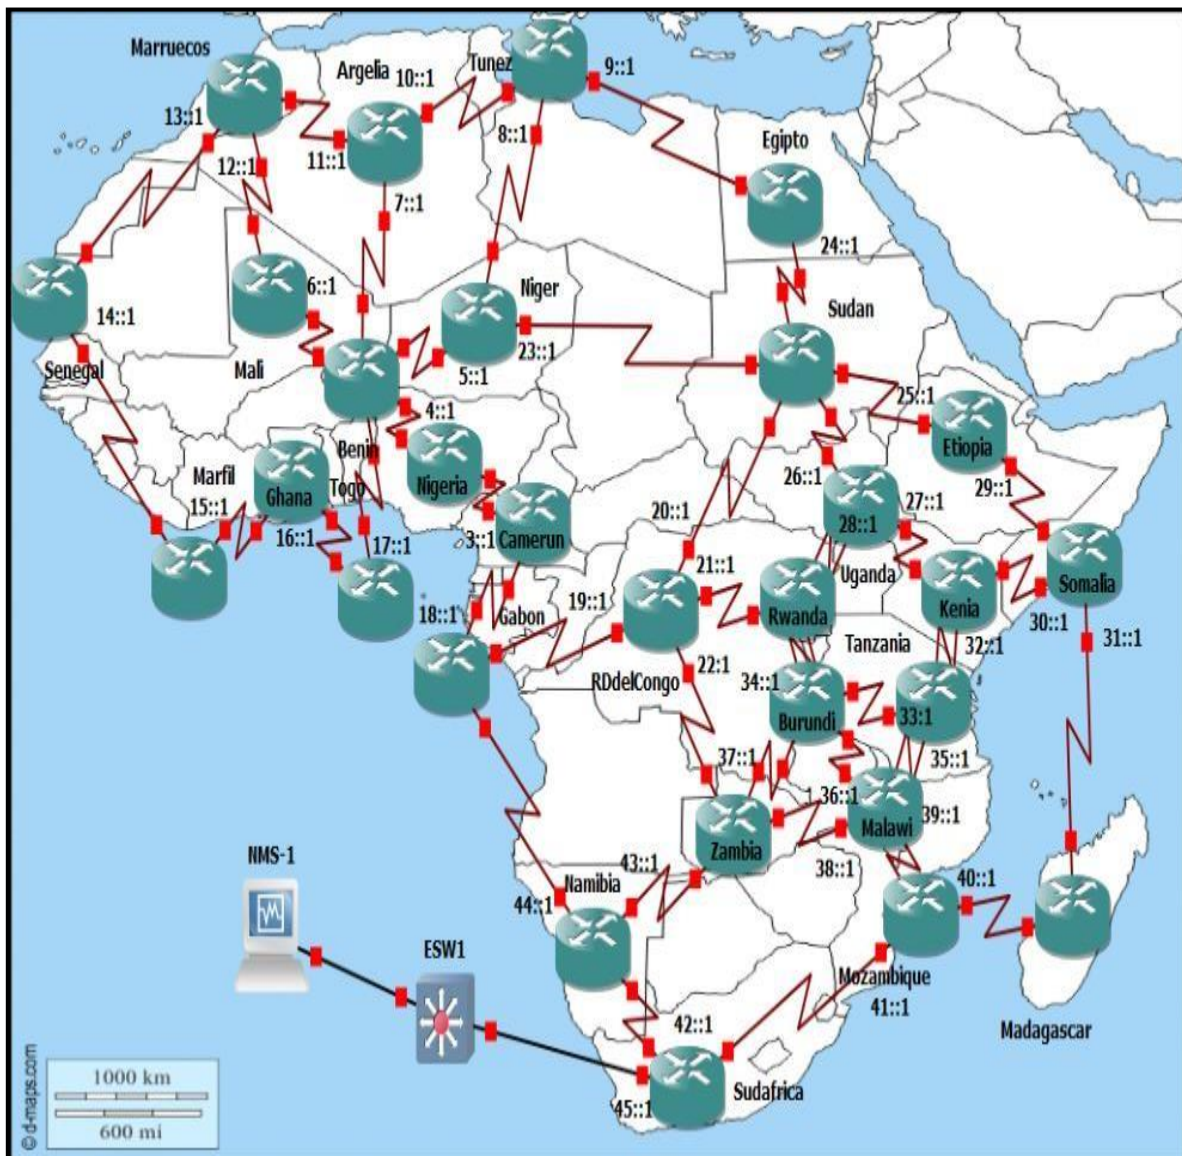 Marruecos
Argelia
10::1
Tunez
9::1
13::1
12::1
11::1
8::1
Egipto
7::1
24::1
14::1
6::1
Niger
Sudan
Senegal
Mali
5::1
23::1
4::1
25::1
Etiopia
Benin
Marfil
Ghana
Togo
Nigeria
26::1
27::1
29::1
15::1
16::1
17::1
3::1
Camerun
20::1
28::1
21::1
Uganda
Somalia
18::1
Gabon
19::1
Rwanda
Kenia
30::1
31::1
Tanzania
32::1
RDdelCongo
22:1
34::1
Burundi
33:1
37::1
35::1
36::1
Malawi
39::1
Zambia
38::1
NMS-1
43::1
Namibia
44::1
40::1
ESW1
Mozambique
41::1
42::1
Madagascar
Sudafrica
45::1
1000 km
600 mi
© d-maps.com